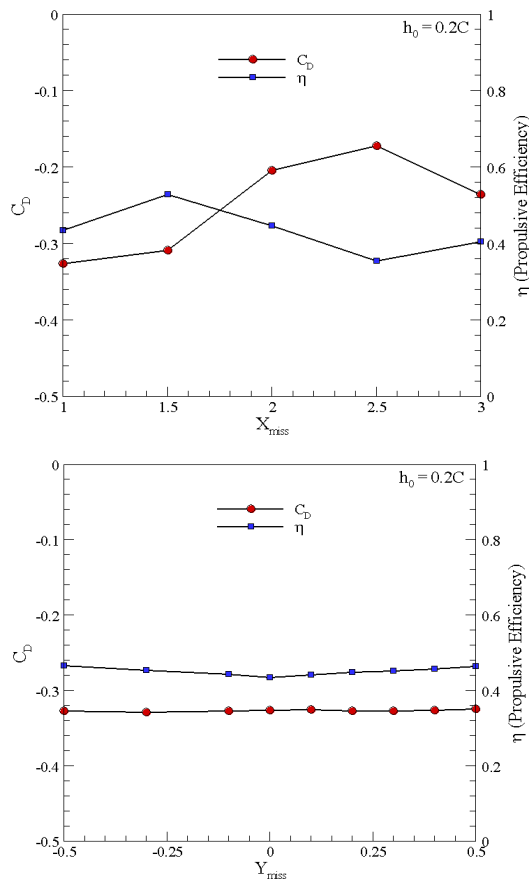 h₀ = 0.2C
C_D
η
0
-0.1
-0.2
-0.3
-0.4
-0.5
C_D
1
0.8
0.6
0.4
0.2
0
η (Propulsive Efficiency)
1 1.5 2 2.5 3
X_miss
h₀ = 0.2C
C_D
η
0
-0.1
-0.2
-0.3
-0.4
-0.5
C_D
1
0.8
0.6
0.4
0.2
0
η (Propulsive Efficiency)
-0.5 -0.25 0 0.25 0.5
Y_miss